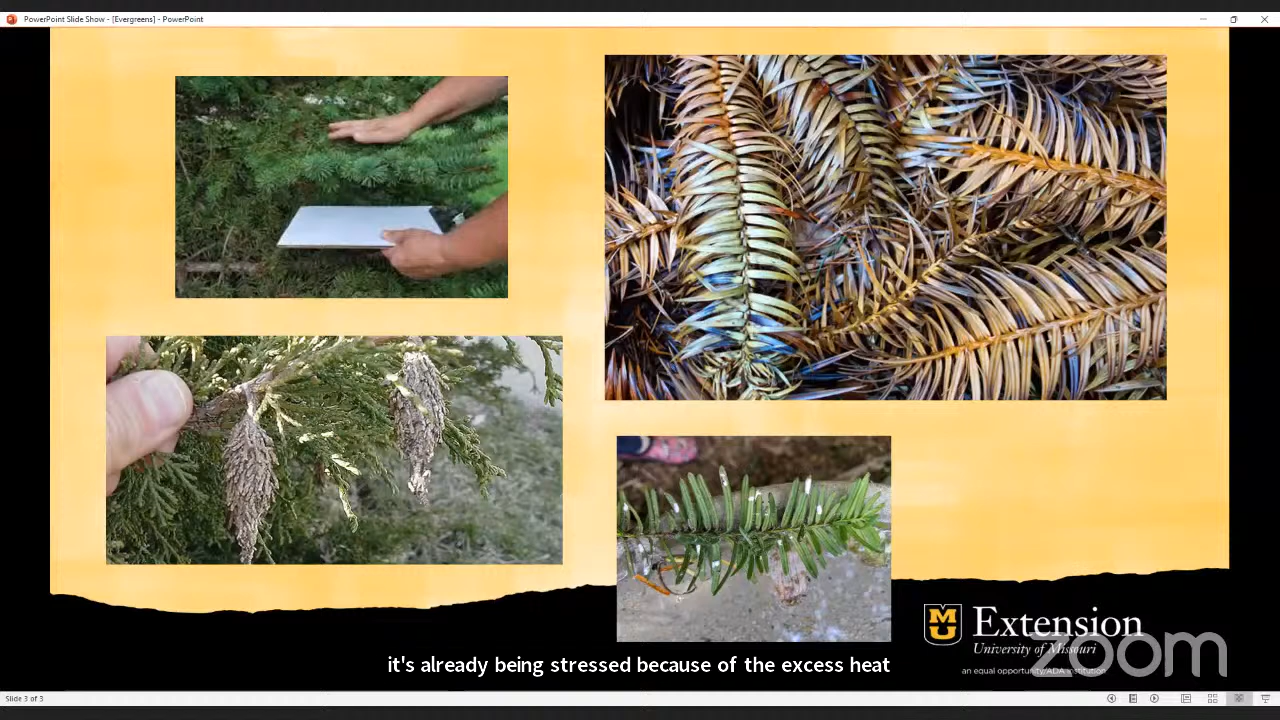 PowerPoint Slide Show - [Evergreens] - PowerPoint
MU
Extension
University of Missouri
an equal opportunity/ADA institution
zoom
it's already being stressed because of the excess heat
Slide 3 of 3